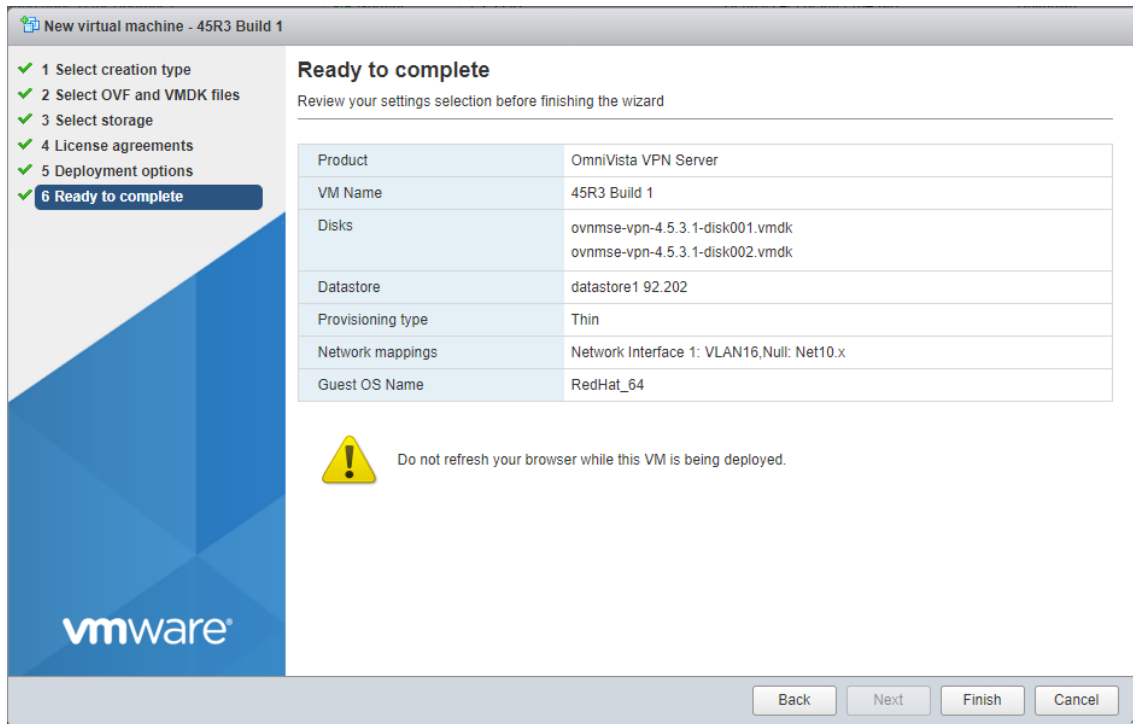 New virtual machine - 45R3 Build 1
1 Select creation type
2 Select OVF and VMDK files
3 Select storage
4 License agreements
5 Deployment options
6 Ready to complete
Ready to complete
Review your settings selection before finishing the wizard
Product OmniVista VPN Server
VM Name 45R3 Build 1
Disks ovnmse-vpn-4.5.3.1-disk001.vmdk
ovnmse-vpn-4.5.3.1-disk002.vmdk
Datastore datastore1 92.202
Provisioning type Thin
Network mappings Network Interface 1: VLAN16,Null: Net10.x
Guest OS Name RedHat_64
Do not refresh your browser while this VM is being deployed.
vmware®
Back Next Finish Cancel